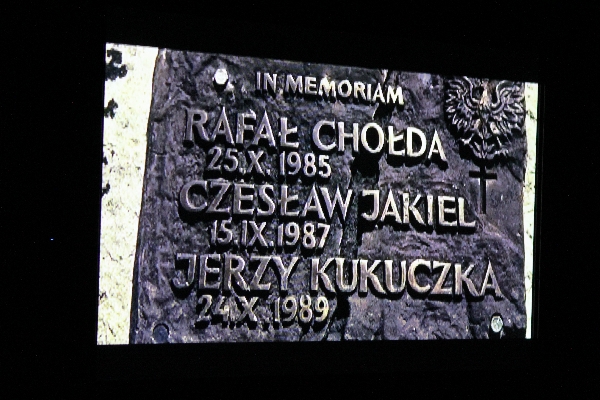 IN MEMORIAM
RAFAŁ CHOŁDA
25.X.1985
CZESŁAW JAKIEL
15.IX.1987
JERZY KUKUCZKA
24.X.1989